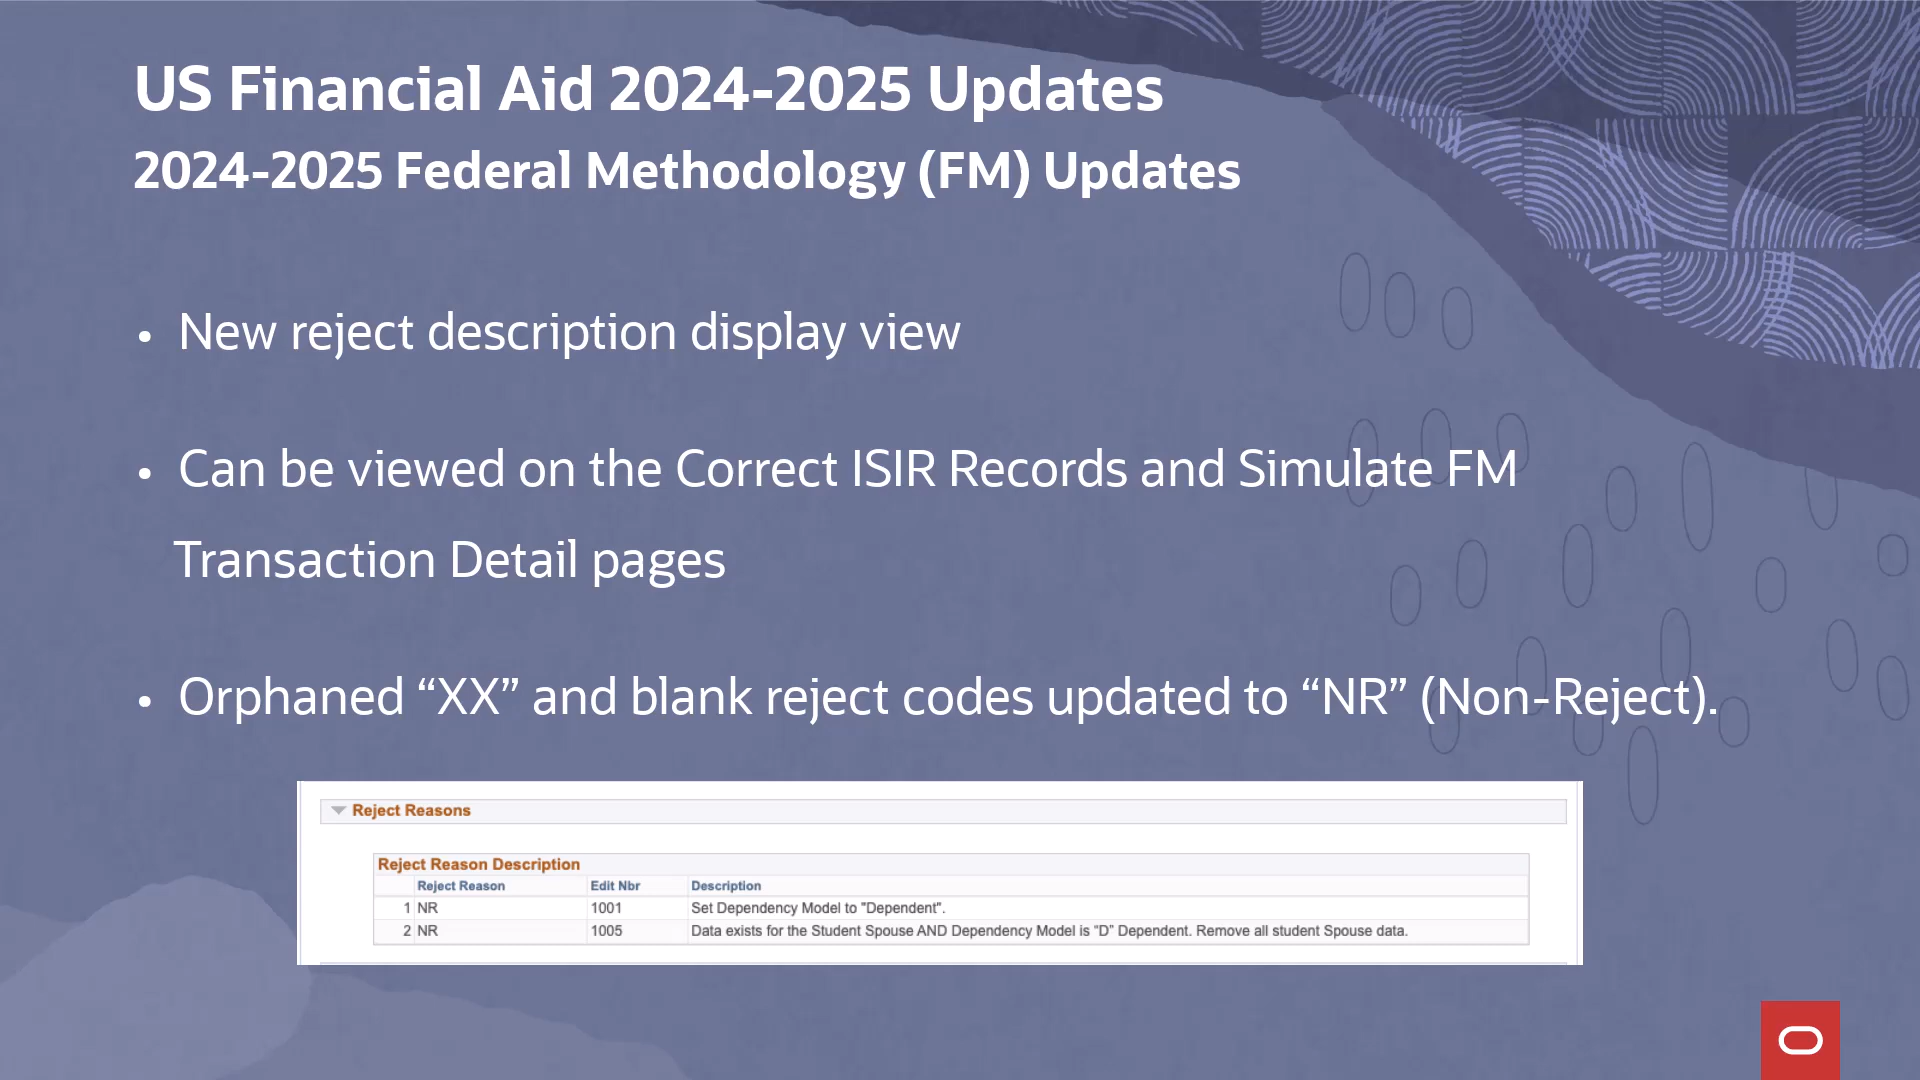 US Financial Aid 2024-2025 Updates
2024-2025 Federal Methodology (FM) Updates
• New reject description display view
• Can be viewed on the Correct ISIR Records and Simulate FM
Transaction Detail pages
• Orphaned “XX” and blank reject codes updated to “NR” (Non-Reject).
Reject Reasons
Reject Reason Description
Reject Reason Edit Nbr Description
1 NR 1001 Set Dependency Model to "Dependent".
2 NR 1005 Data exists for the Student Spouse AND Dependency Model is "D" Dependent. Remove all student Spouse data.